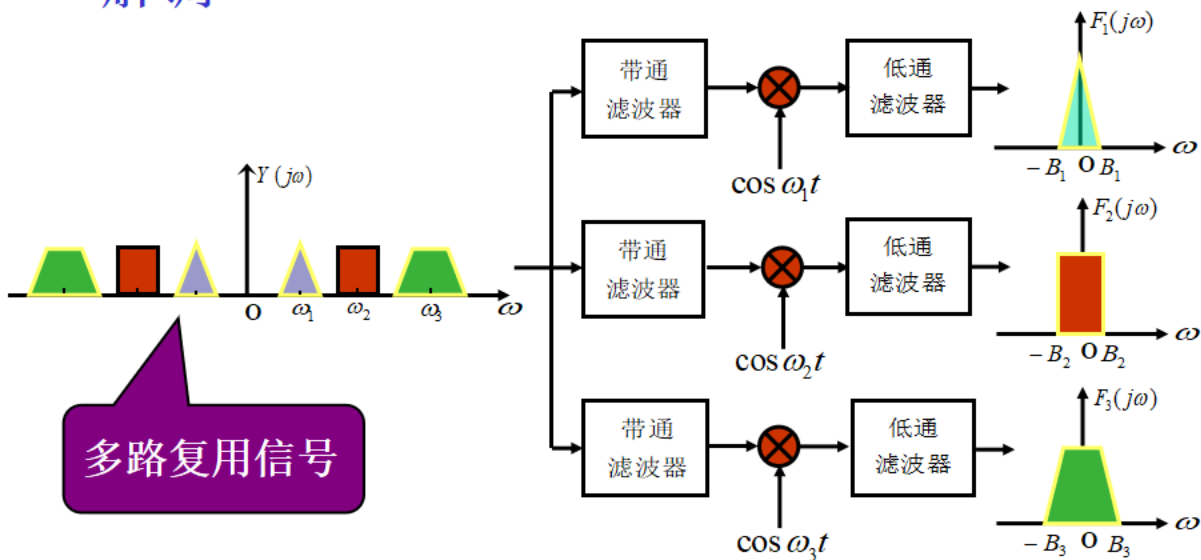 带通
滤波器
cos ω₁t
低通
滤波器
F₁(jω)
−B₁ O B₁ ω
Y(jω)
O ω₁ ω₂ ω₃ ω
多路复用信号
带通
滤波器
cos ω₂t
低通
滤波器
F₂(jω)
−B₂ O B₂ ω
带通
滤波器
cos ω₃t
低通
滤波器
F₃(jω)
−B₃ O B₃ ω